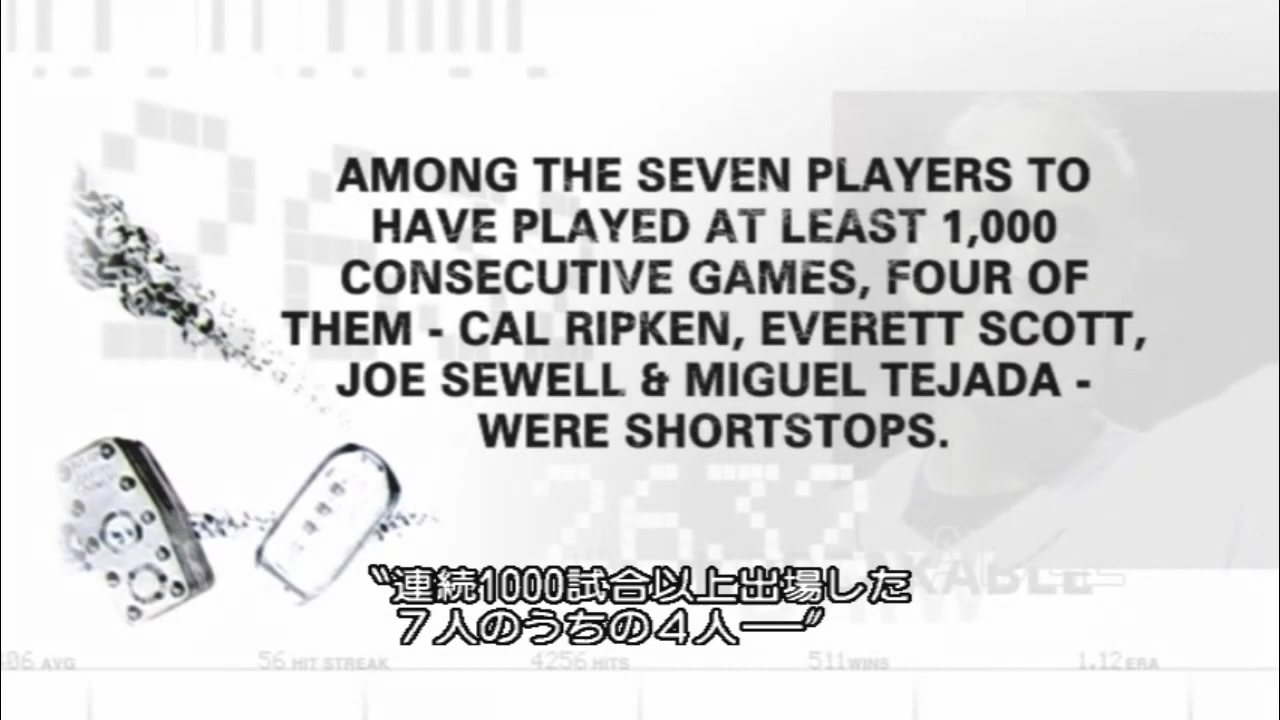 AMONG THE SEVEN PLAYERS TO
HAVE PLAYED AT LEAST 1,000
CONSECUTIVE GAMES, FOUR OF
THEM - CAL RIPKEN, EVERETT SCOTT,
JOE SEWELL & MIGUEL TEJADA -
WERE SHORTSTOPS.
2632
〝連続1000試合以上出場した
７人のうちの４人──〞
406 AVG
56 HIT STREAK
4256 HITS
511 WINS
1.12 ERA